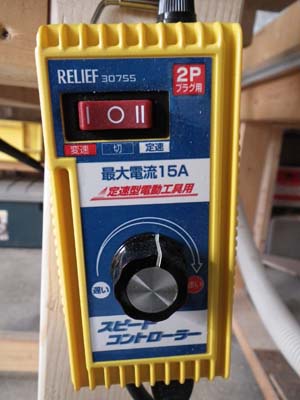 RELIEF 30755
2P
プラグ用
I O II
変速 切 定速
最大電流15A
定速型電動工具用
遅い 速い
スピード
コントローラー